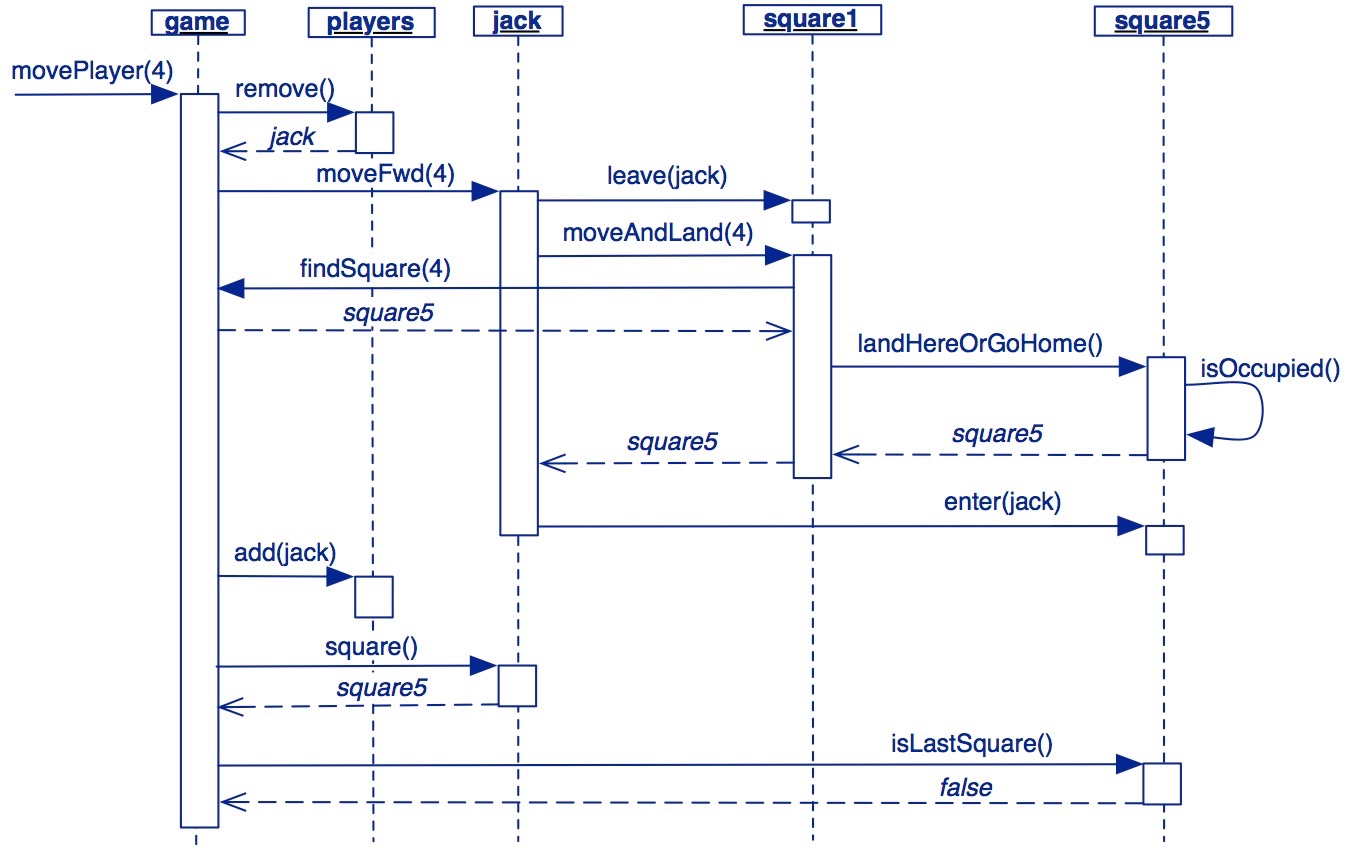 game
players
jack
square1
square5
movePlayer(4)
remove()
jack
moveFwd(4)
leave(jack)
moveAndLand(4)
findSquare(4)
square5
landHereOrGoHome()
isOccupied()
square5
square5
enter(jack)
add(jack)
square()
square5
isLastSquare()
false